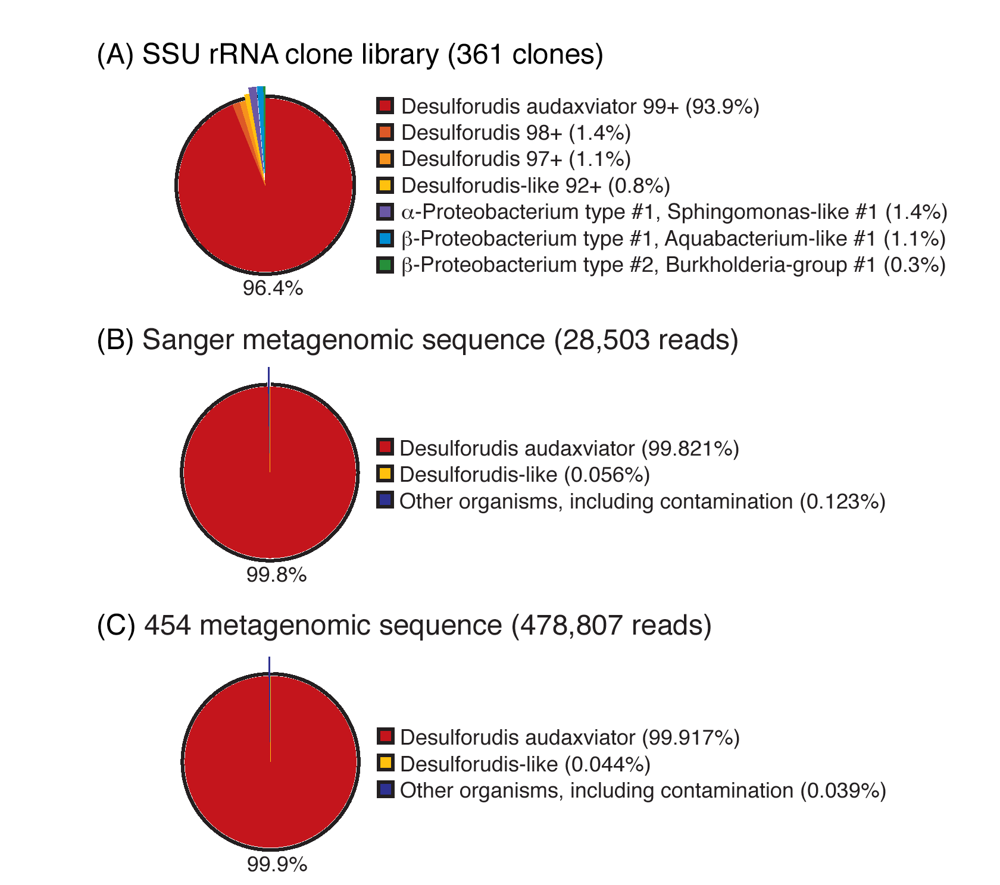 (A) SSU rRNA clone library (361 clones)
Desulforudis audaxviator 99+ (93.9%)
Desulforudis 98+ (1.4%)
Desulforudis 97+ (1.1%)
Desulforudis-like 92+ (0.8%)
α-Proteobacterium type #1, Sphingomonas-like #1 (1.4%)
β-Proteobacterium type #1, Aquabacterium-like #1 (1.1%)
β-Proteobacterium type #2, Burkholderia-group #1 (0.3%)
96.4%
(B) Sanger metagenomic sequence (28,503 reads)
Desulforudis audaxviator (99.821%)
Desulforudis-like (0.056%)
Other organisms, including contamination (0.123%)
99.8%
(C) 454 metagenomic sequence (478,807 reads)
Desulforudis audaxviator (99.917%)
Desulforudis-like (0.044%)
Other organisms, including contamination (0.039%)
99.9%